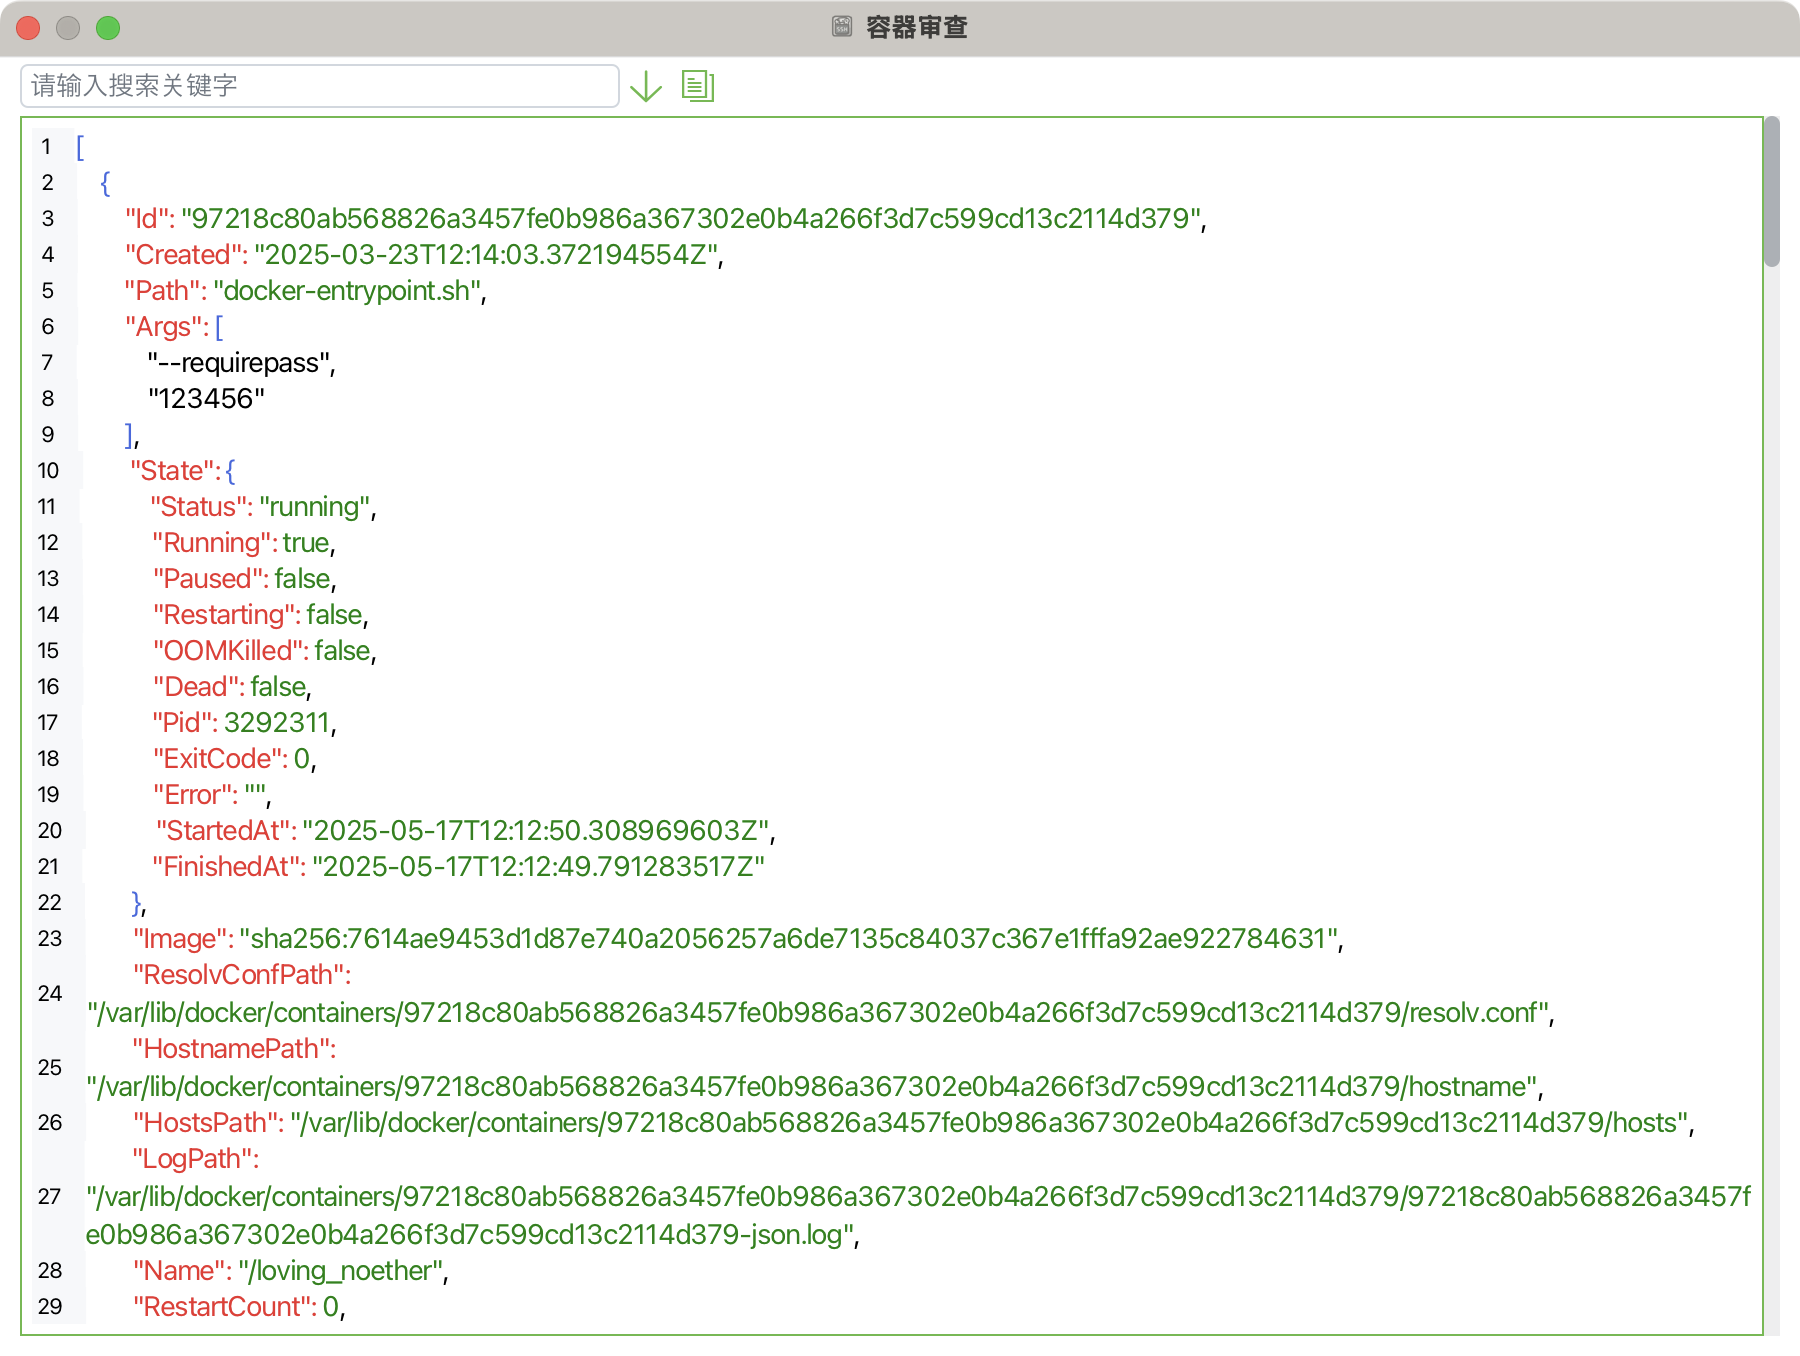 容器审查
请输入搜索关键字
1 [
2 {
3 "Id": "97218c80ab568826a3457fe0b986a367302e0b4a266f3d7c599cd13c2114d379",
4 "Created": "2025-03-23T12:14:03.372194554Z",
5 "Path": "docker-entrypoint.sh",
6 "Args": [
7 "--requirepass",
8 "123456"
9 ],
10 "State": {
11 "Status": "running",
12 "Running": true,
13 "Paused": false,
14 "Restarting": false,
15 "OOMKilled": false,
16 "Dead": false,
17 "Pid": 3292311,
18 "ExitCode": 0,
19 "Error": "",
20 "StartedAt": "2025-05-17T12:12:50.308969603Z",
21 "FinishedAt": "2025-05-17T12:12:49.791283517Z"
22 },
23 "Image": "sha256:7614ae9453d1d87e740a2056257a6de7135c84037c367e1fffa92ae922784631",
"ResolvConfPath":
24 "/var/lib/docker/containers/97218c80ab568826a3457fe0b986a367302e0b4a266f3d7c599cd13c2114d379/resolv.conf",
"HostnamePath":
25 "/var/lib/docker/containers/97218c80ab568826a3457fe0b986a367302e0b4a266f3d7c599cd13c2114d379/hostname",
26 "HostsPath": "/var/lib/docker/containers/97218c80ab568826a3457fe0b986a367302e0b4a266f3d7c599cd13c2114d379/hosts",
"LogPath":
27 "/var/lib/docker/containers/97218c80ab568826a3457fe0b986a367302e0b4a266f3d7c599cd13c2114d379/97218c80ab568826a3457f
e0b986a367302e0b4a266f3d7c599cd13c2114d379-json.log",
28 "Name": "/loving_noether",
29 "RestartCount": 0,